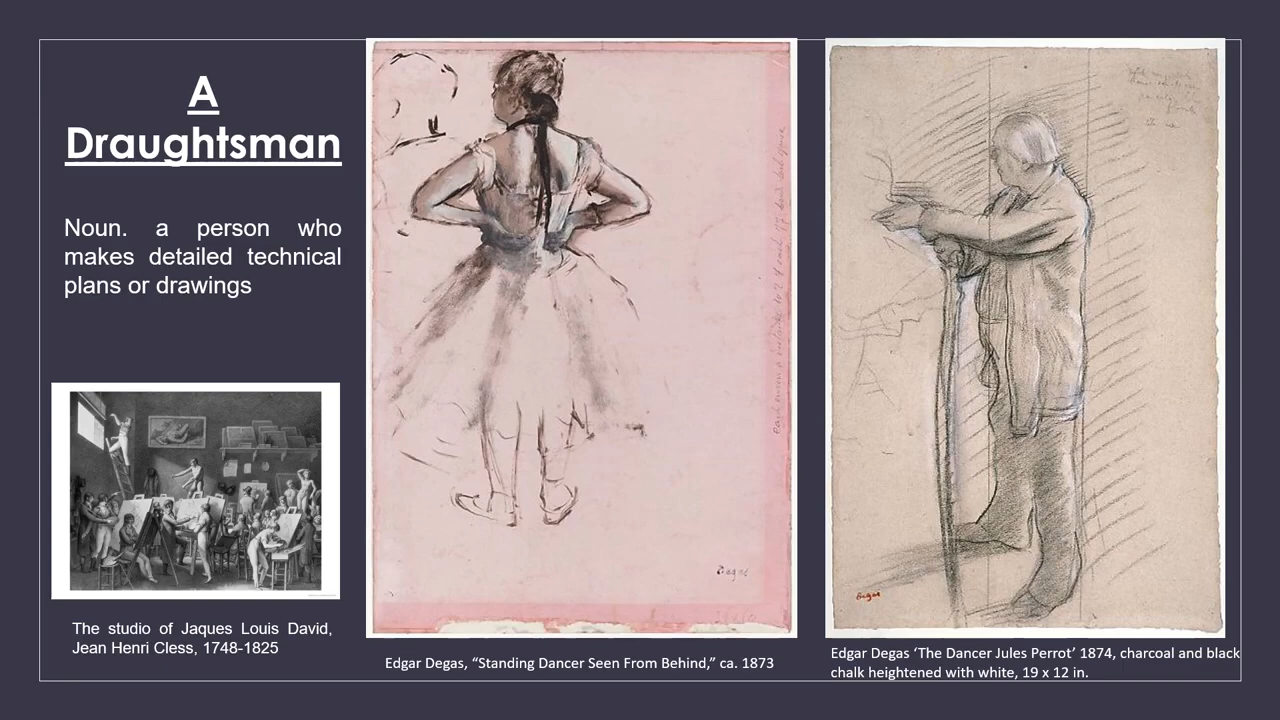 A
Draughtsman
Noun. a person who
makes detailed technical
plans or drawings
The studio of Jaques Louis David,
Jean Henri Cless, 1748-1825
Degas
Edgar Degas, “Standing Dancer Seen From Behind,” ca. 1873
Degas
Edgar Degas ‘The Dancer Jules Perrot’ 1874, charcoal and black
chalk heightened with white, 19 x 12 in.